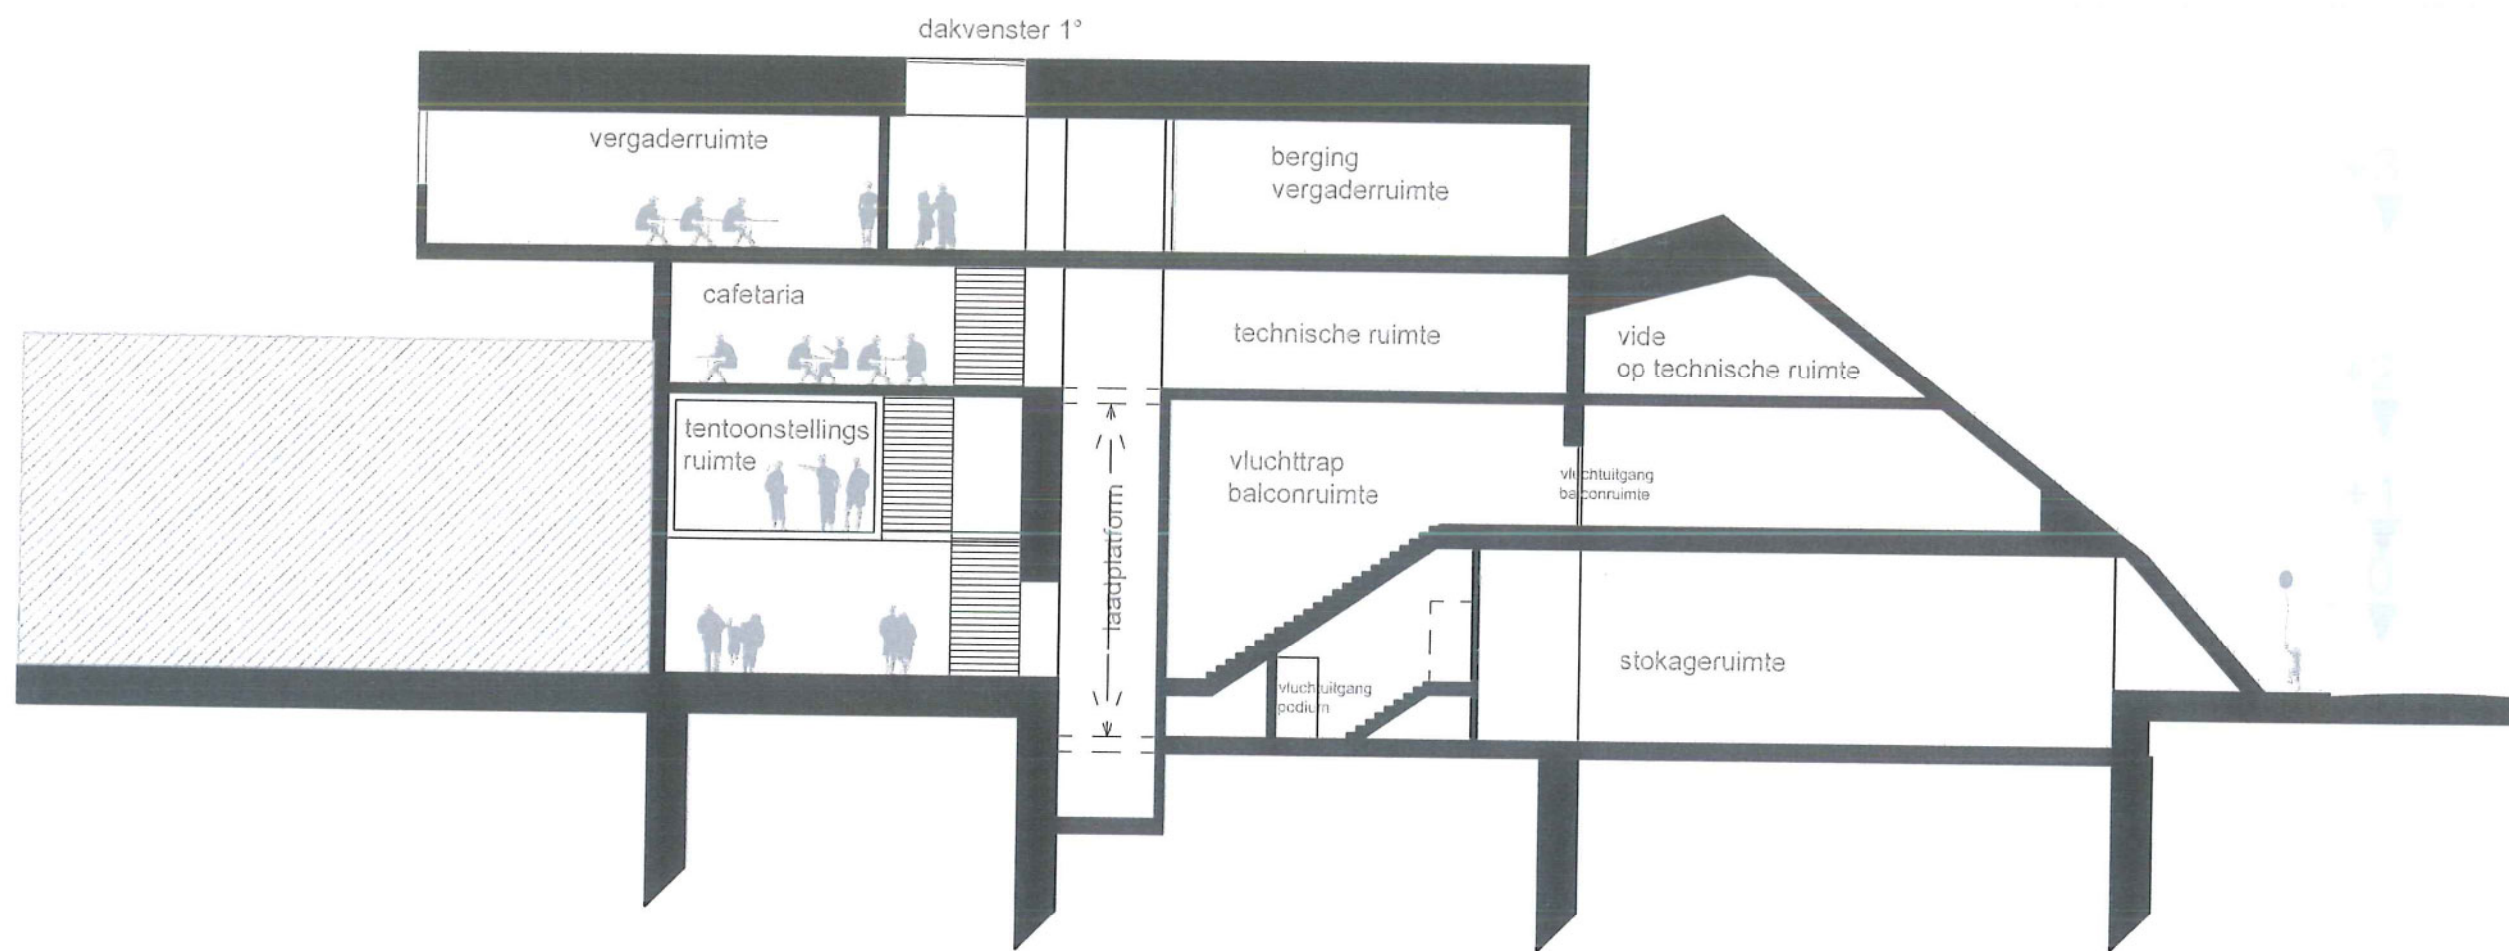 dakvenster 1°
vergaderruimte
berging
vergaderruimte
cafetaria
technische ruimte
vide
op technische ruimte
tentoonstellings
ruimte
laadplatform
vluchttrap
balconruimte
vluchtuitgang
balconruimte
vluchtuitgang
podium
stokageruimte